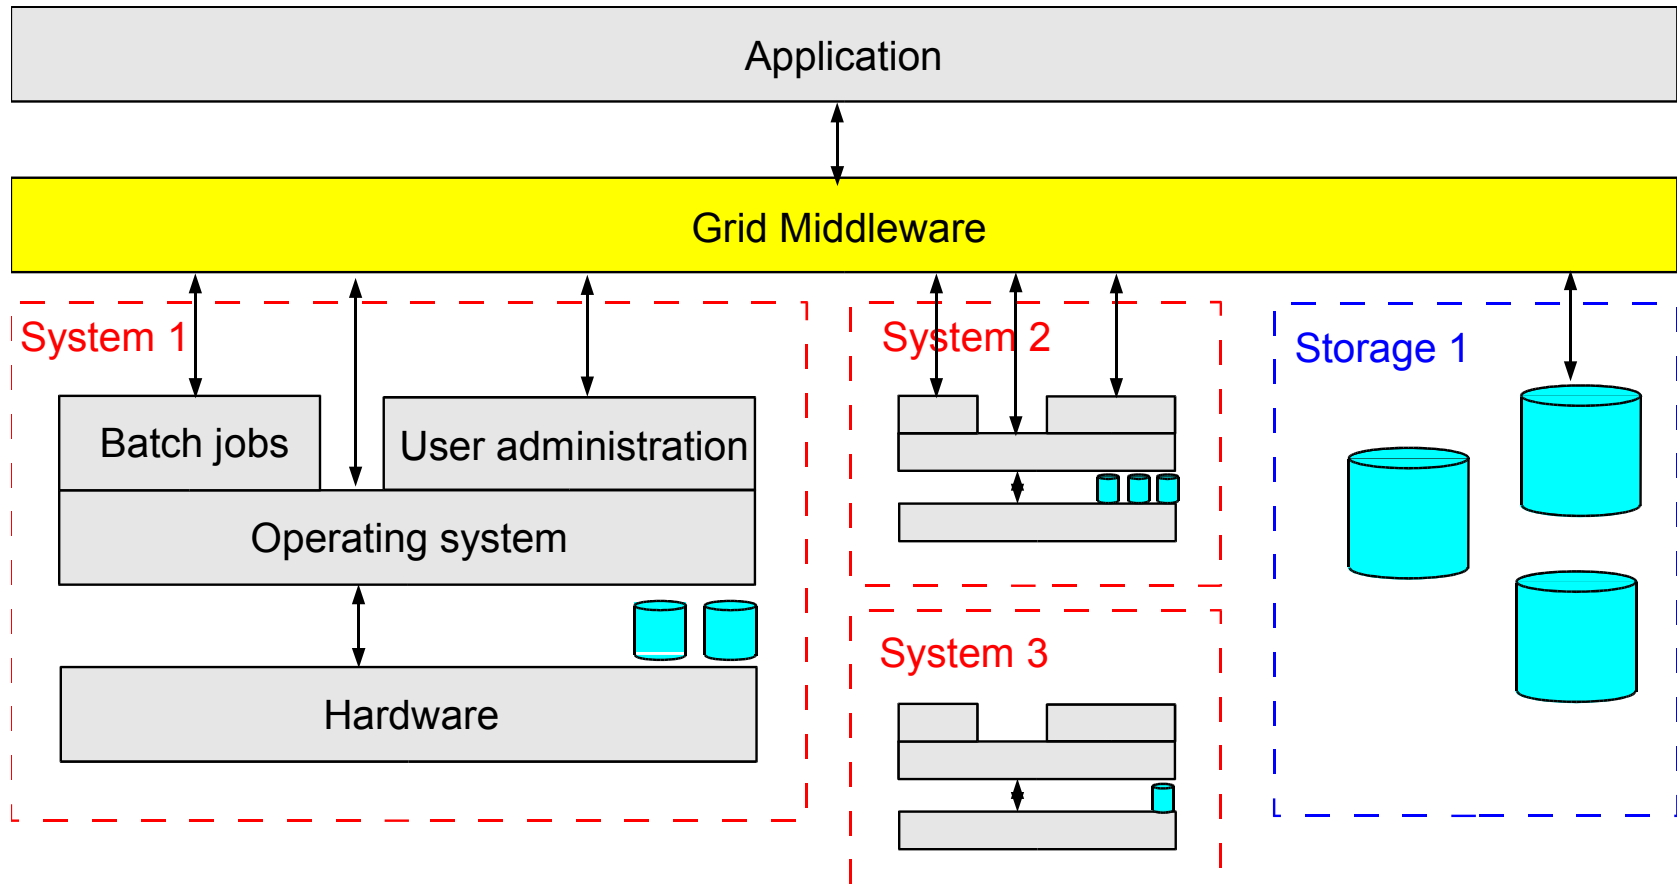 Application
Grid Middleware
System 1
System 2
Storage 1
Batch jobs
User administration
Operating system
System 3
Hardware